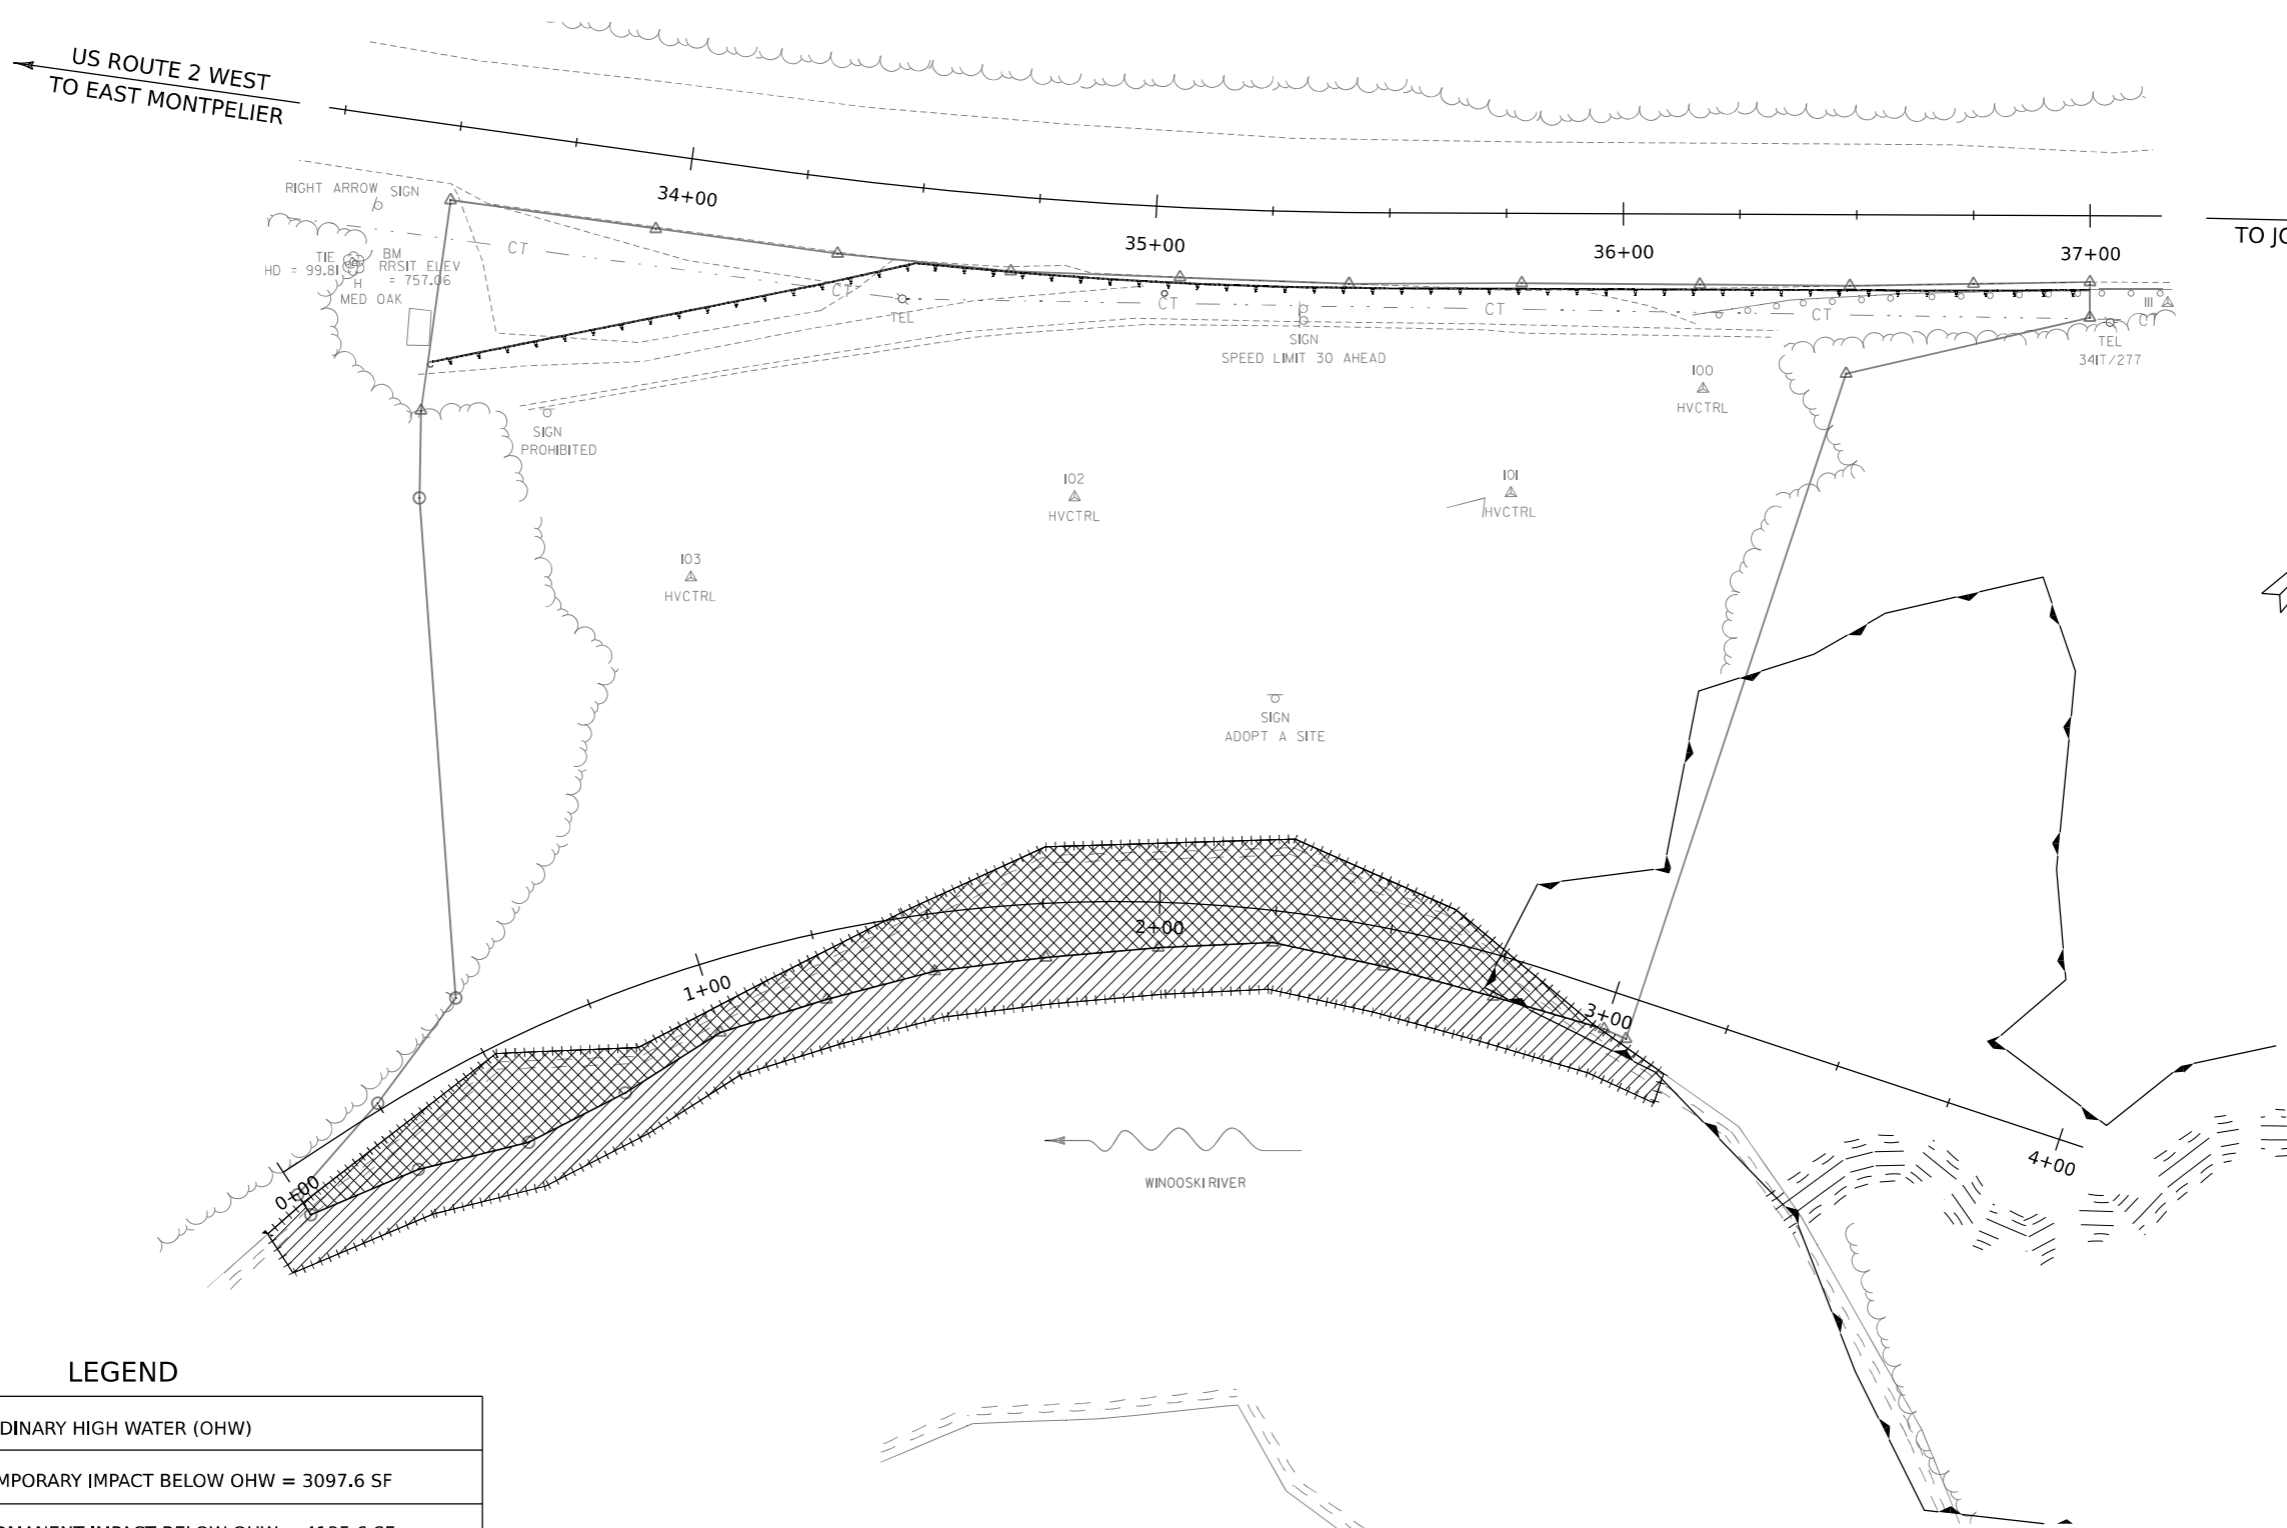 US ROUTE 2 WEST
TO EAST MONTPELIER
34+00
35+00
36+00
37+00
TO JO
RIGHT ARROW SIGN
TIE
HD = 99.81
BM
RRSIT ELEV
= 757.06
H
MED OAK
CT
CT
CT
CT
CT
CT
TEL
SIGN
SPEED LIMIT 30 AHEAD
111
TEL
341T/277
100
HVCTRL
SIGN
PROHIBITED
102
HVCTRL
101
HVCTRL
103
HVCTRL
SIGN
ADOPT A SITE
0+00
1+00
2+00
3+00
4+00
WINOOSKI RIVER
LEGEND
DINARY HIGH WATER (OHW)
MPORARY IMPACT BELOW OHW = 3097.6 SF